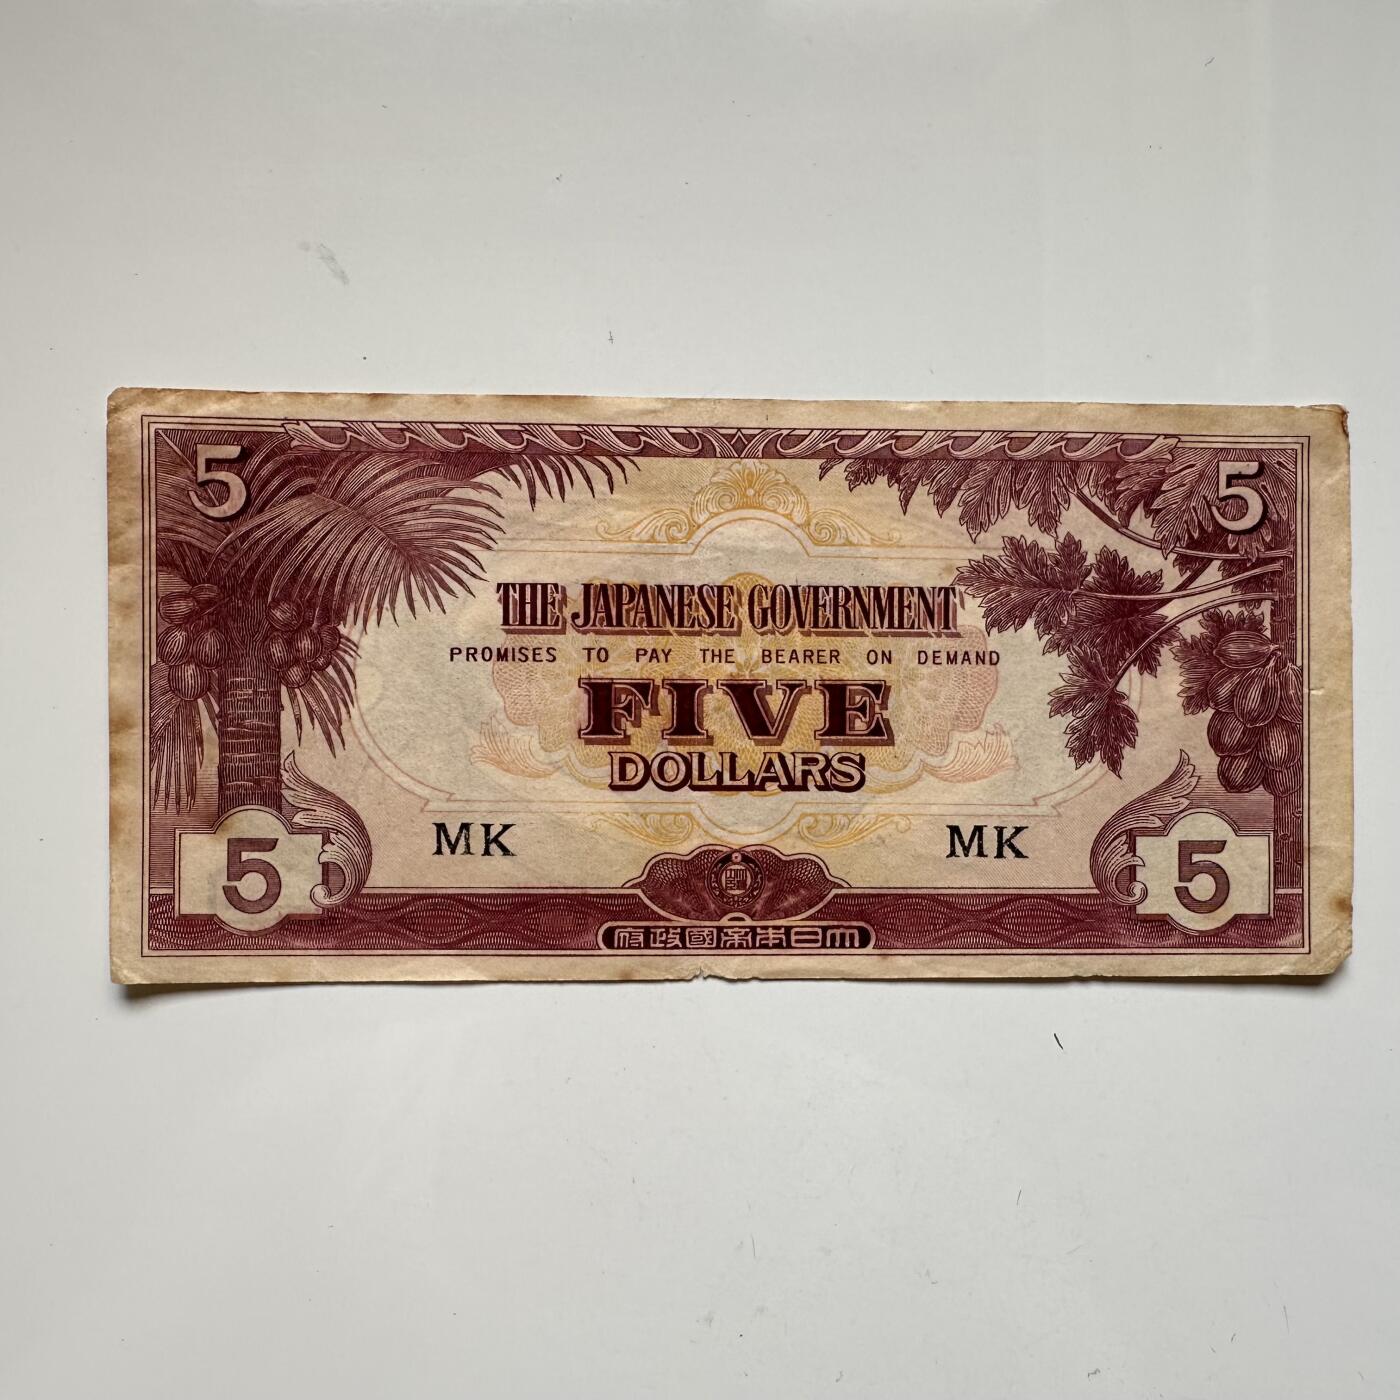 5 5
THE JAPANESE GOVERNMENT
PROMISES TO PAY THE BEARER ON DEMAND
FIVE
DOLLARS
MK MK
5 5
府政國帝本日大